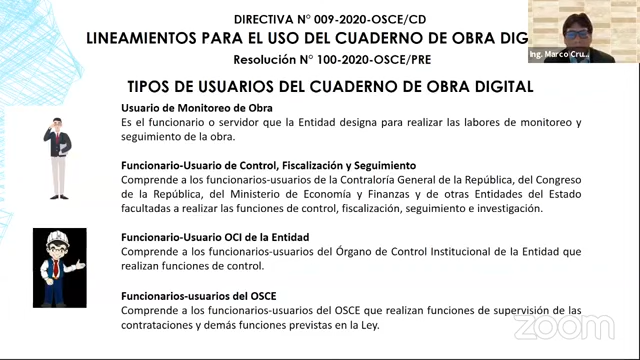 DIRECTIVA N° 009-2020-OSCE/CD
LINEAMIENTOS PARA EL USO DEL CUADERNO DE OBRA DIG
Resolución N° 100-2020-OSCE/PRE
Ing. Marco Cru...
TIPOS DE USUARIOS DEL CUADERNO DE OBRA DIGITAL
Usuario de Monitoreo de Obra
Es el funcionario o servidor que la Entidad designa para realizar las labores de monitoreo y
seguimiento de la obra.
Funcionario-Usuario de Control, Fiscalización y Seguimiento
Comprende a los funcionarios-usuarios de la Contraloría General de la República, del Congreso
de la República, del Ministerio de Economía y Finanzas y de otras Entidades del Estado
facultadas a realizar las funciones de control, fiscalización, seguimiento e investigación.
Funcionario-Usuario OCI de la Entidad
Comprende a los funcionarios-usuarios del Órgano de Control Institucional de la Entidad que
realizan funciones de control.
Funcionarios-usuarios del OSCE
Comprende a los funcionarios-usuarios del OSCE que realizan funciones de supervisión de las
contrataciones y demás funciones previstas en la Ley.
zoom